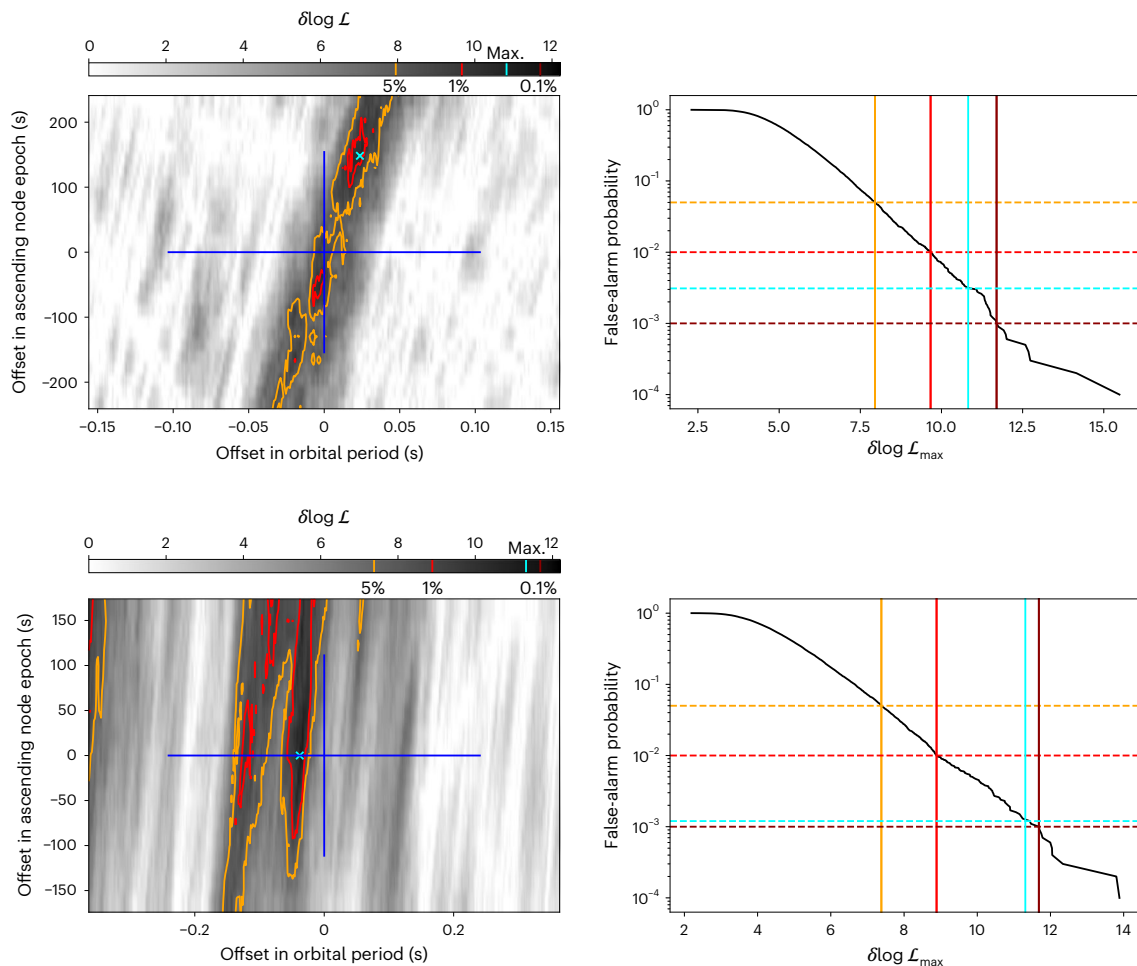 δlog ℒ
0 2 4 6 8 10 12
Max.
5% 1% 0.1%
Offset in ascending node epoch (s)
200
100
0
−100
−200
−0.15 −0.10 −0.05 0 0.05 0.10 0.15
Offset in orbital period (s)
False-alarm probability
10⁰
10⁻¹
10⁻²
10⁻³
10⁻⁴
2.5 5.0 7.5 10.0 12.5 15.0
δlog ℒmax
δlog ℒ
0 2 4 6 8 10 12
Max.
5% 1% 0.1%
Offset in ascending node epoch (s)
150
100
50
0
−50
−100
−150
−0.2 0 0.2
Offset in orbital period (s)
False-alarm probability
10⁰
10⁻¹
10⁻²
10⁻³
10⁻⁴
2 4 6 8 10 12 14
δlog ℒmax